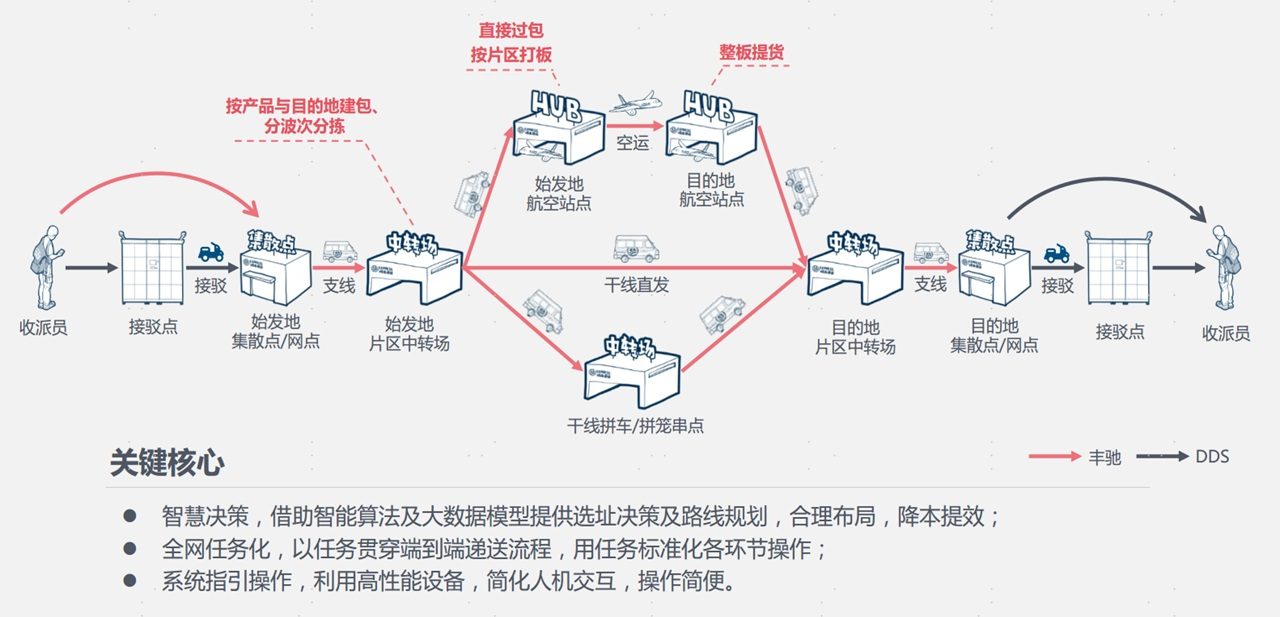 直接过包
按片区打板
整板提货
按产品与目的地建包、
分波次分拣
HUB
HUB
空运
始发地
航空站点
目的地
航空站点
集散点
中转场
中转场
集散点
接驳
支线
干线直发
支线
接驳
收派员
接驳点
始发地
集散点/网点
始发地
片区中转场
目的地
片区中转场
目的地
集散点/网点
接驳点
收派员
中转场
干线拼车/拼笼串点
关键核心
丰驰
DDS
● 智慧决策，借助智能算法及大数据模型提供选址决策及路线规划，合理布局，降本提效；
● 全网任务化，以任务贯穿端到端递送流程，用任务标准化各环节操作；
● 系统指引操作，利用高性能设备，简化人机交互，操作简便。